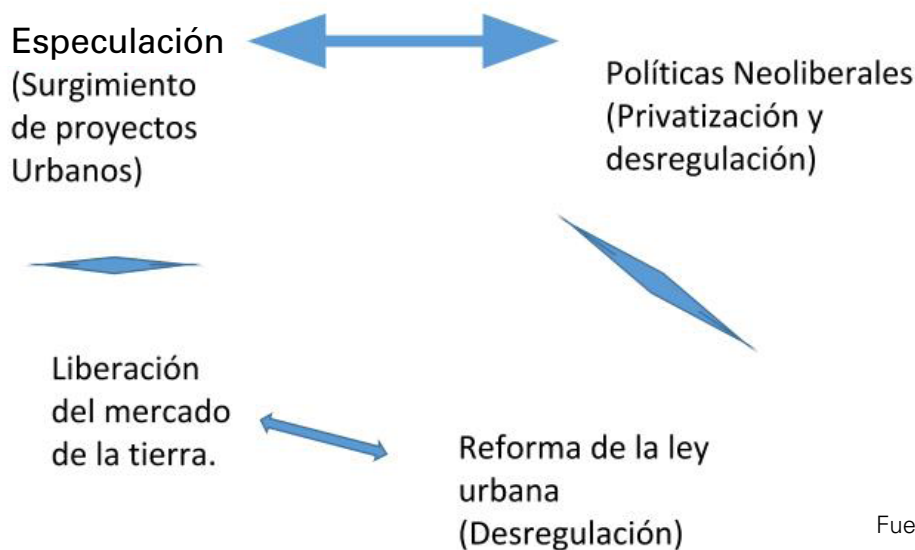 Especulación
(Surgimiento
de proyectos
Urbanos)
Políticas Neoliberales
(Privatización y
desregulación)
Liberación
del mercado
de la tierra.
Reforma de la ley
urbana
(Desregulación)
Fue